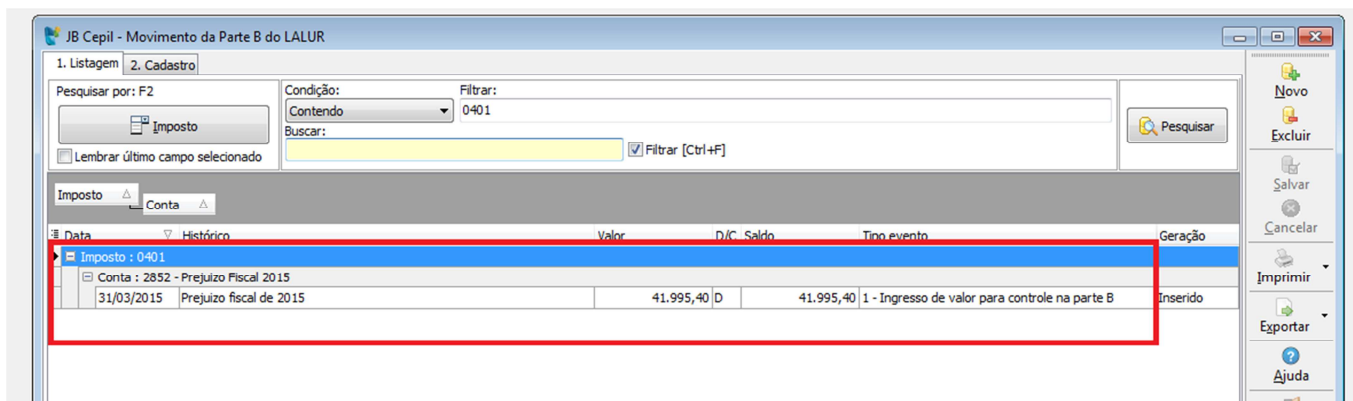 JB Cepil - Movimento da Parte B do LALUR
1. Listagem 2. Cadastro
Pesquisar por: F2
Imposto
Lembrar último campo selecionado
Condição:
Contendo
Filtrar:
0401
Buscar:
Filtrar [Ctrl+F]
Pesquisar
Imposto
Conta
Data Histórico Valor D/C Saldo Tipo evento Geração
Imposto : 0401
Conta : 2852 - Prejuizo Fiscal 2015
31/03/2015 Prejuizo fiscal de 2015 41.995,40 D 41.995,40 1 - Ingresso de valor para controle na parte B Inserido
Novo
Excluir
Salvar
Cancelar
Imprimir
Exportar
Ajuda